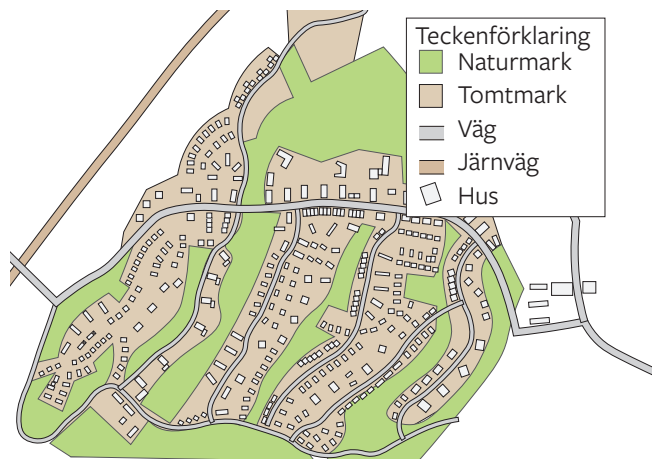 Teckenförklaring
Naturmark
Tomtmark
Väg
Järnväg
Hus